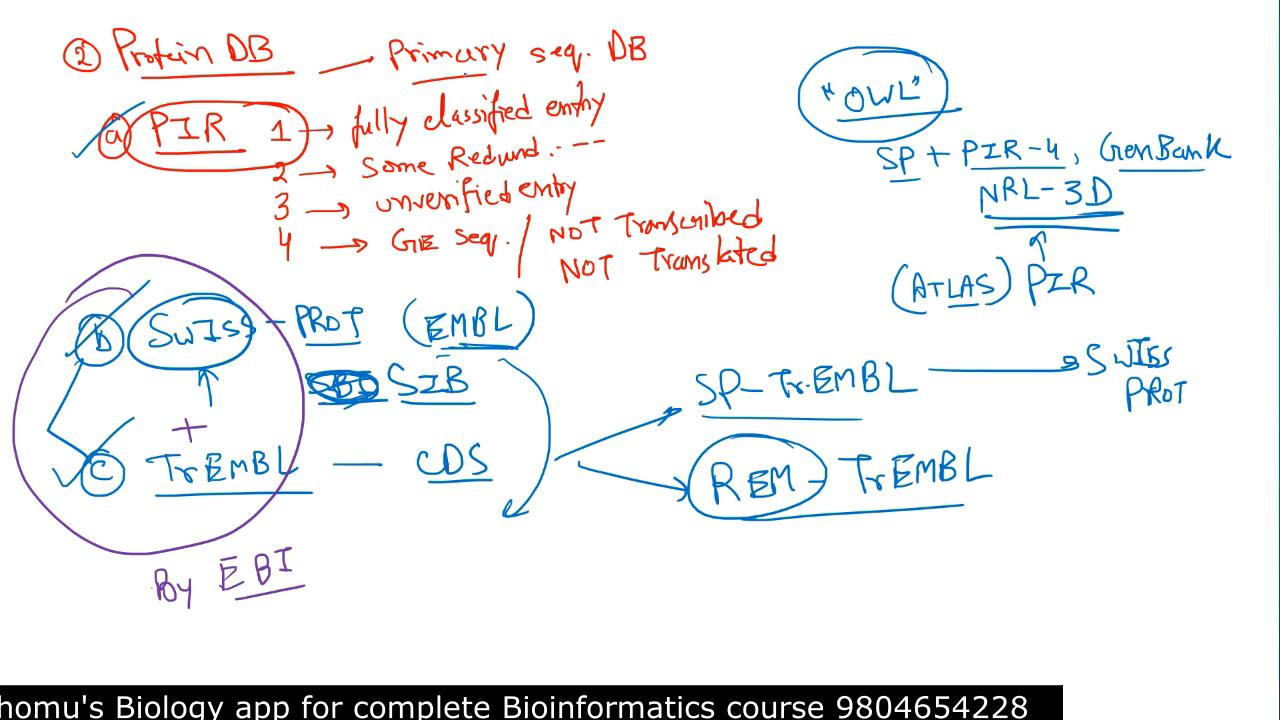 ② Protein DB — Primary seq. DB
ⓐ PIR 1 → fully classified entry
2 → Some Redund. ---
3 → unverified entry
4 → GE Seq. / NOT Transcribed
NOT Translated
ⓑ SWISS - PROT (EMBL)
SIB
+
ⓒ TrEMBL — CDS
By EBI
"OWL"
SP + PIR-4, GenBank
NRL-3D
(ATLAS) PIR
SP-Tr.EMBL → SWISS
PROT
REM- TrEMBL
homu's Biology app for complete Bioinformatics course 9804654228